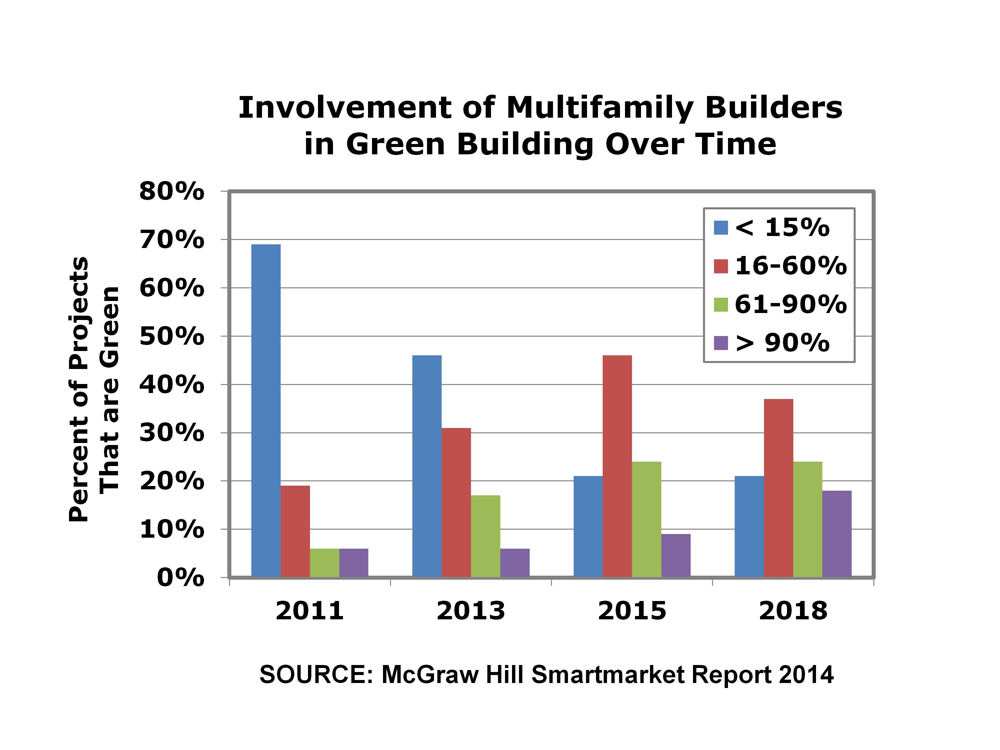 Involvement of Multifamily Builders
in Green Building Over Time
Percent of Projects
That are Green
80%
70%
60%
50%
40%
30%
20%
10%
0%
< 15%
16-60%
61-90%
> 90%
2011 2013 2015 2018
SOURCE: McGraw Hill Smartmarket Report 2014